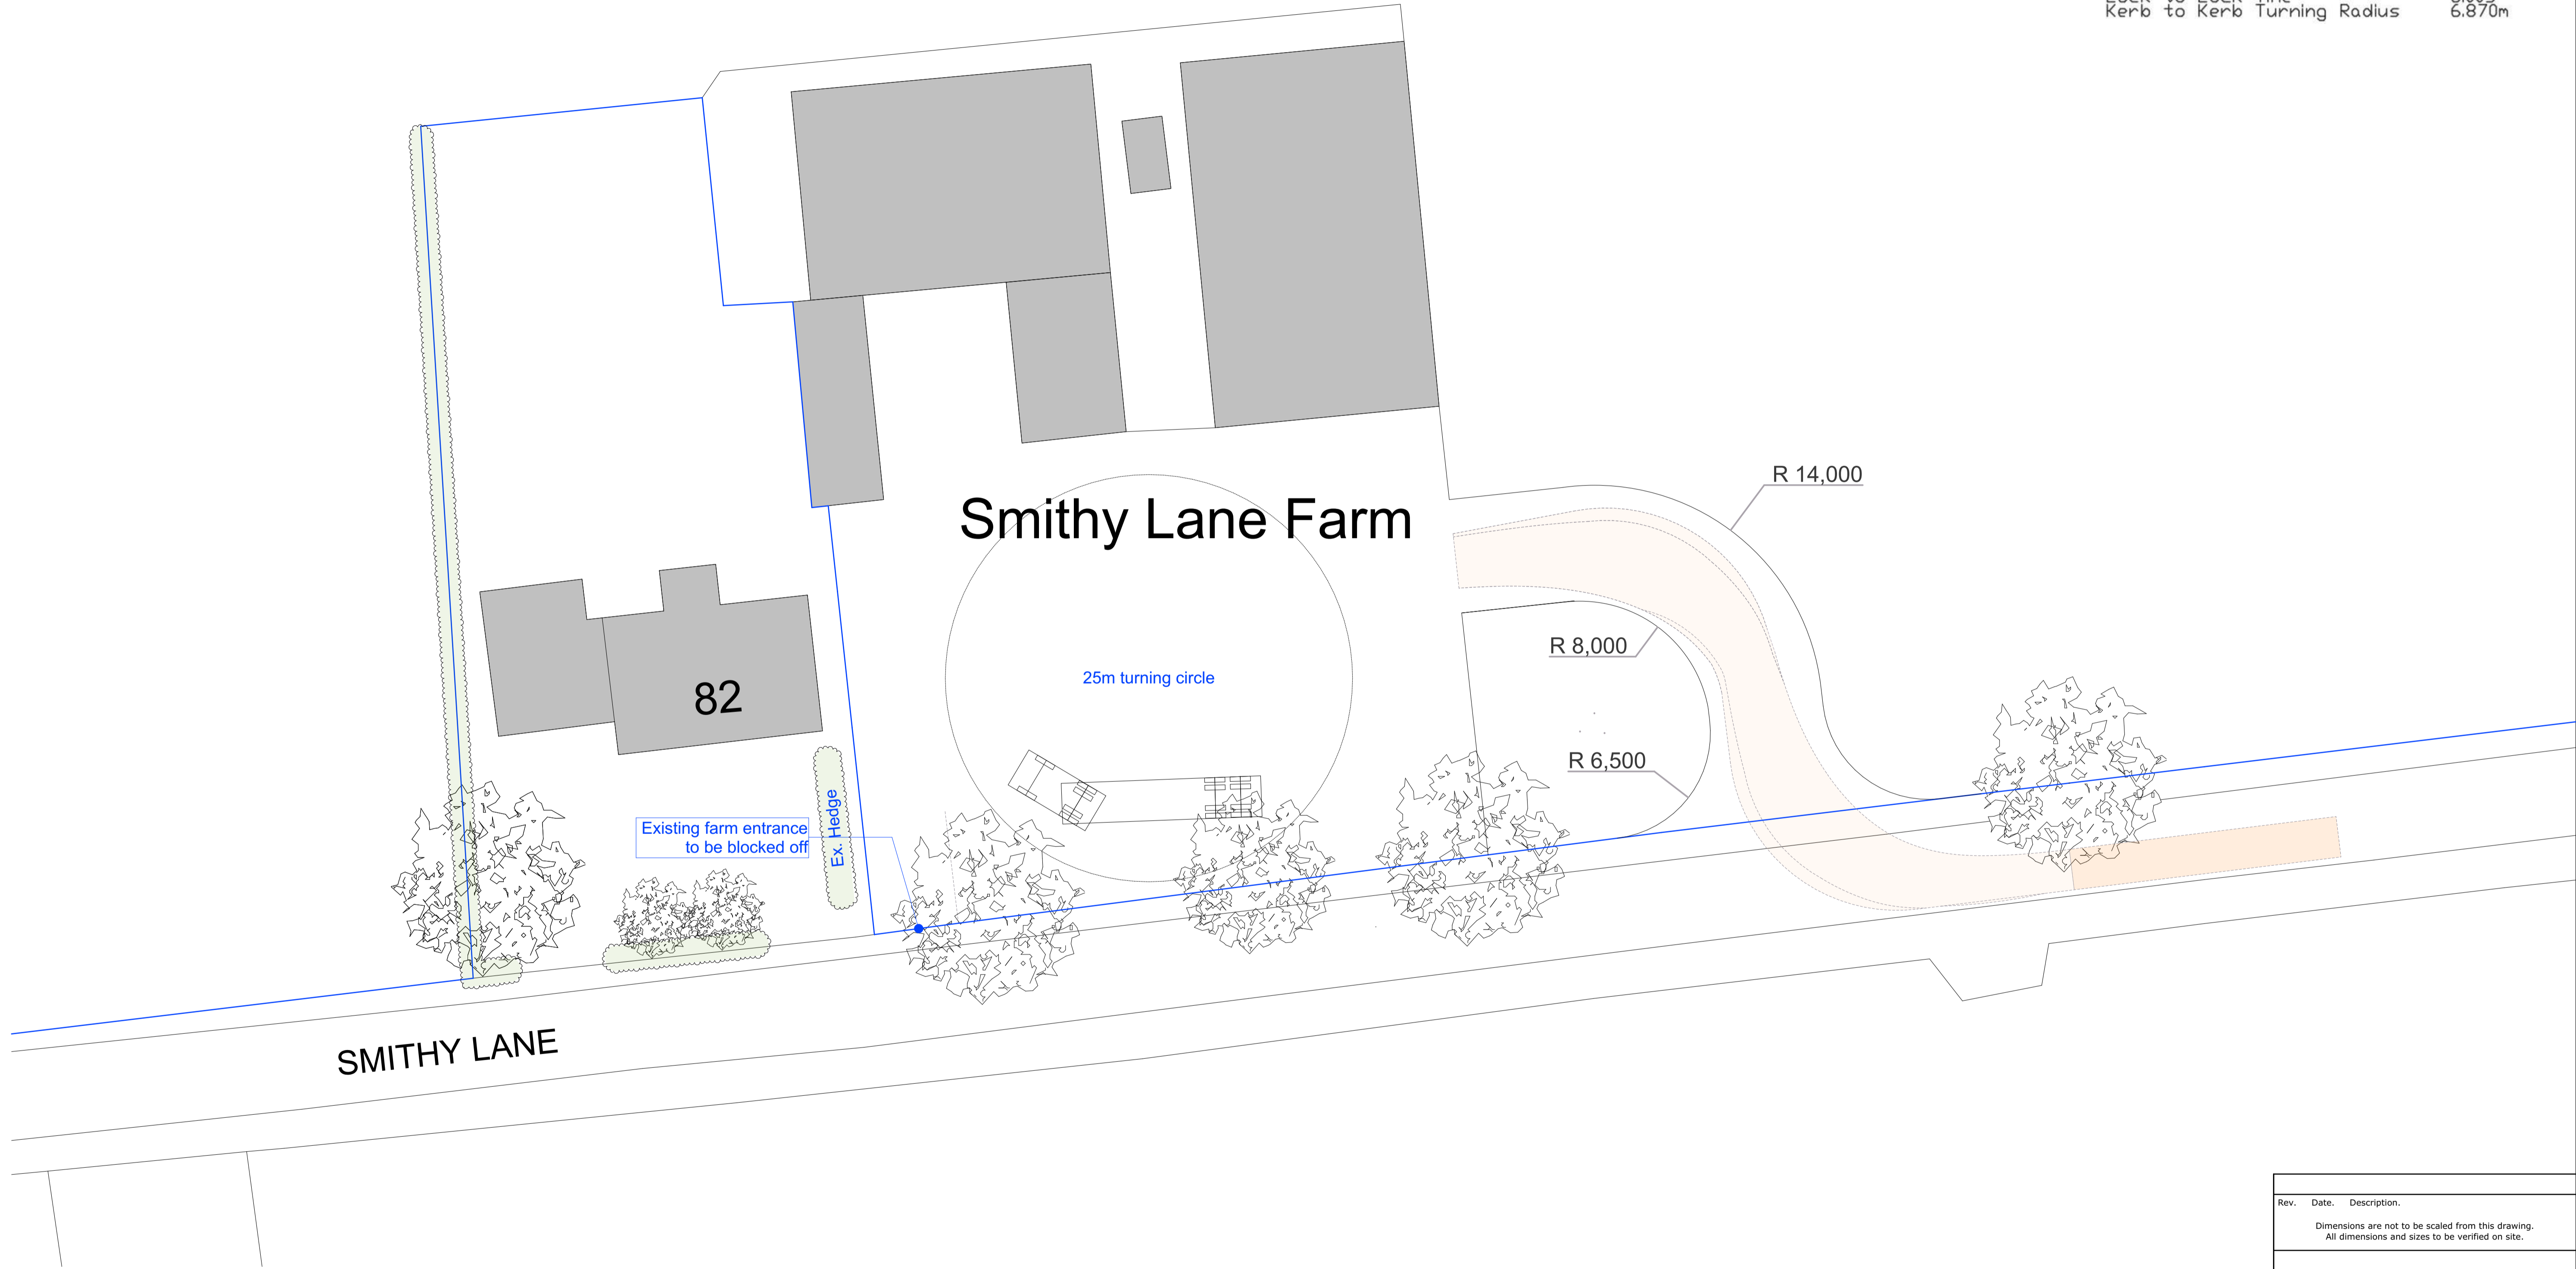 Kerb to Kerb Turning Radius 6.870m
R 14,000
Smithy Lane Farm
R 8,000
25m turning circle
82
R 6,500
Ex. Hedge
Existing farm entrance
to be blocked off
SMITHY LANE
Rev. Date. Description.
Dimensions are not to be scaled from this drawing.
All dimensions and sizes to be verified on site.